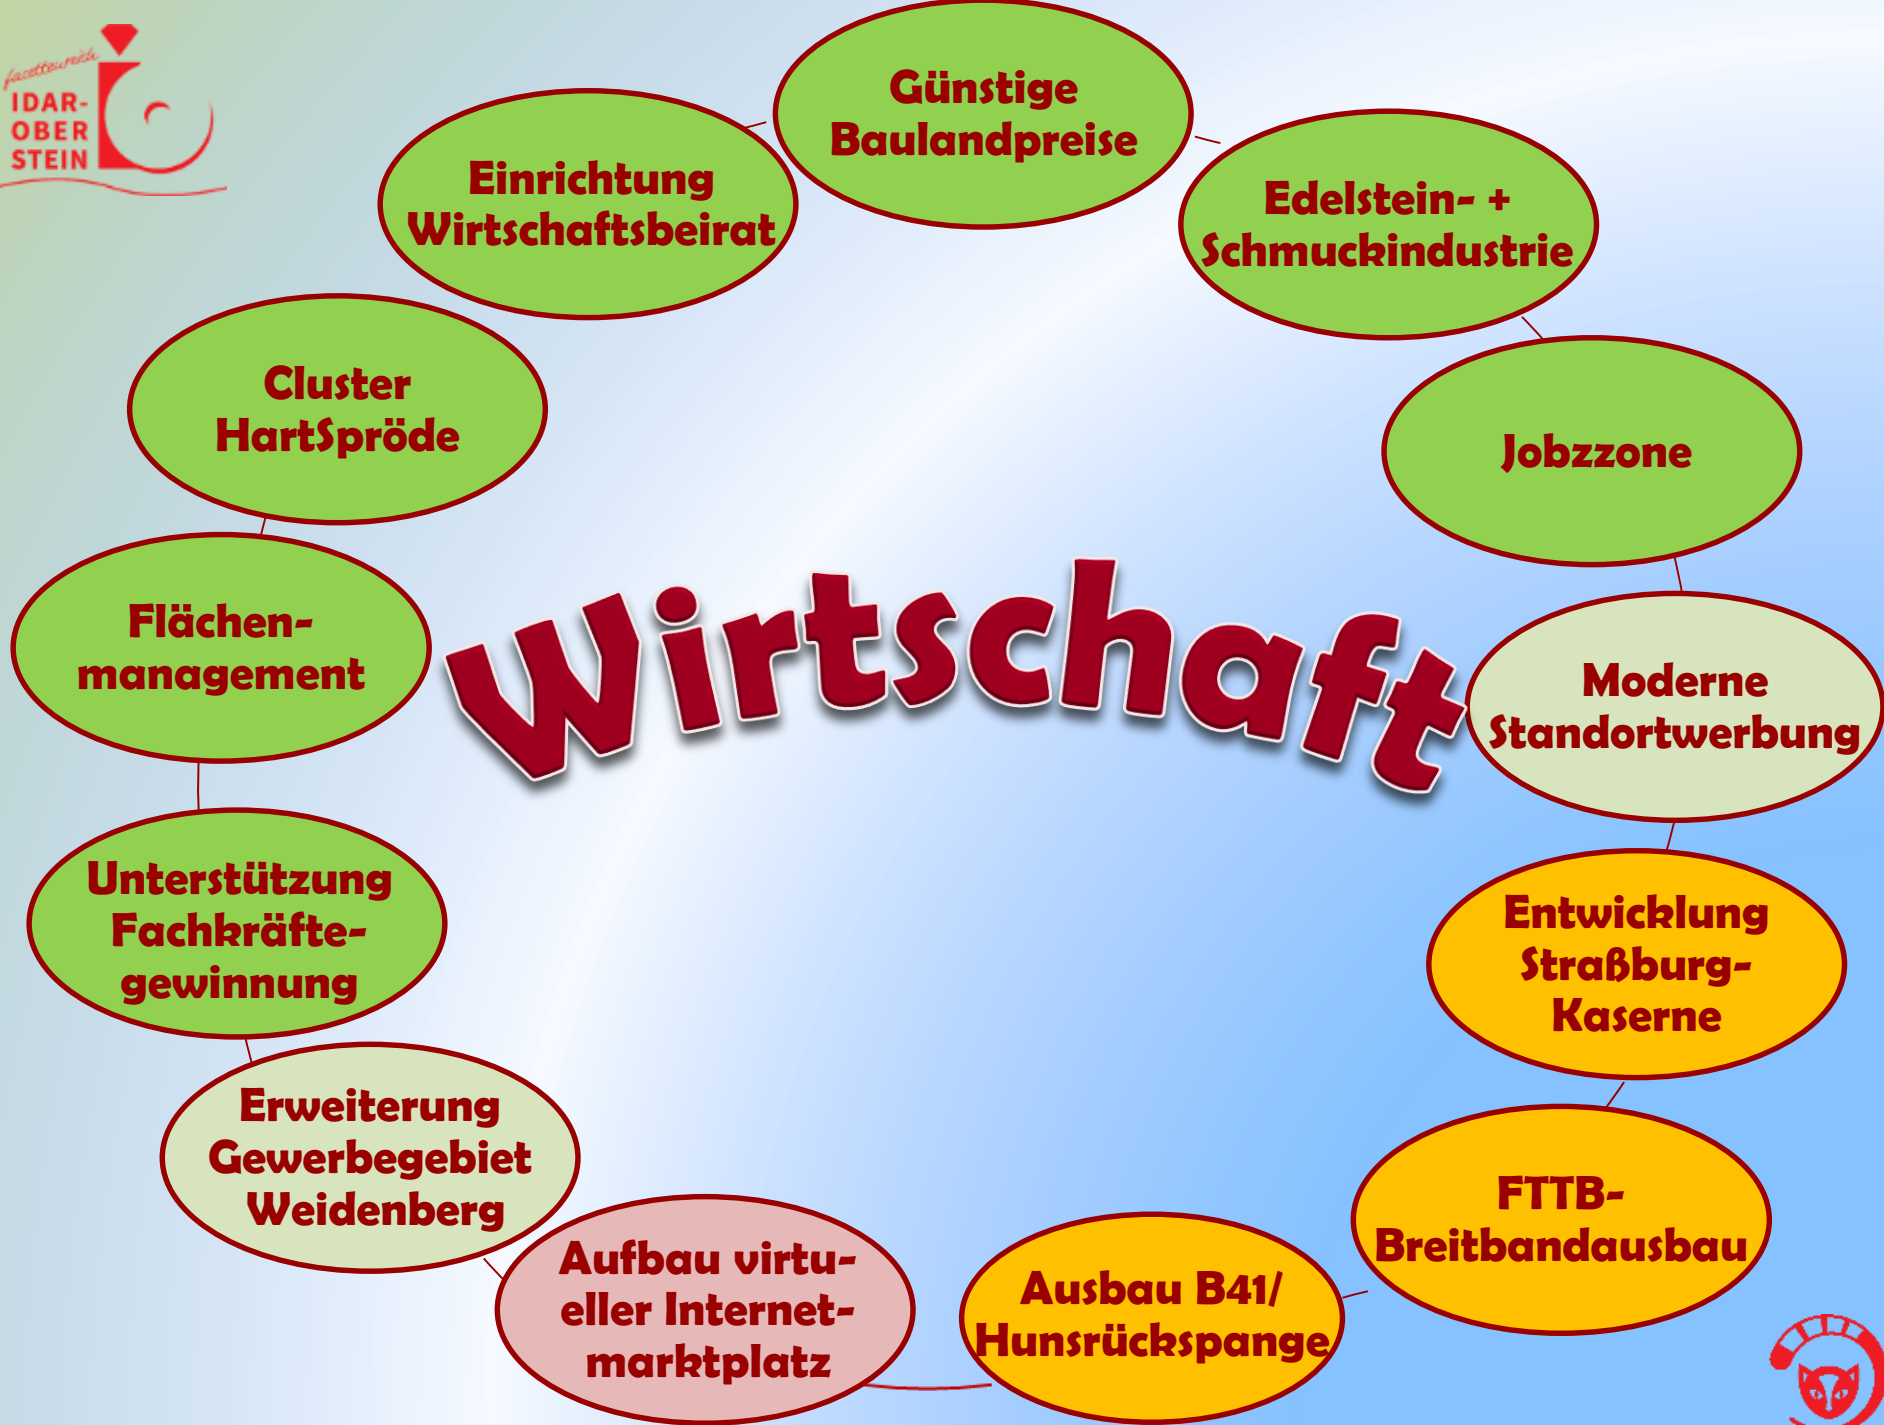 facettenreich
IDAR-
OBER
STEIN
Günstige
Baulandpreise
Edelstein- +
Schmuckindustrie
Jobzzone
Moderne
Standortwerbung
Entwicklung
Straßburg-
Kaserne
FTTB-
Breitbandausbau
Ausbau B41/
Hunsrückspange
Aufbau virtu-
eller Internet-
marktplatz
Erweiterung
Gewerbegebiet
Weidenberg
Unterstützung
Fachkräfte-
gewinnung
Flächen-
management
Cluster
HartSpröde
Einrichtung
Wirtschaftsbeirat
Wirtschaft